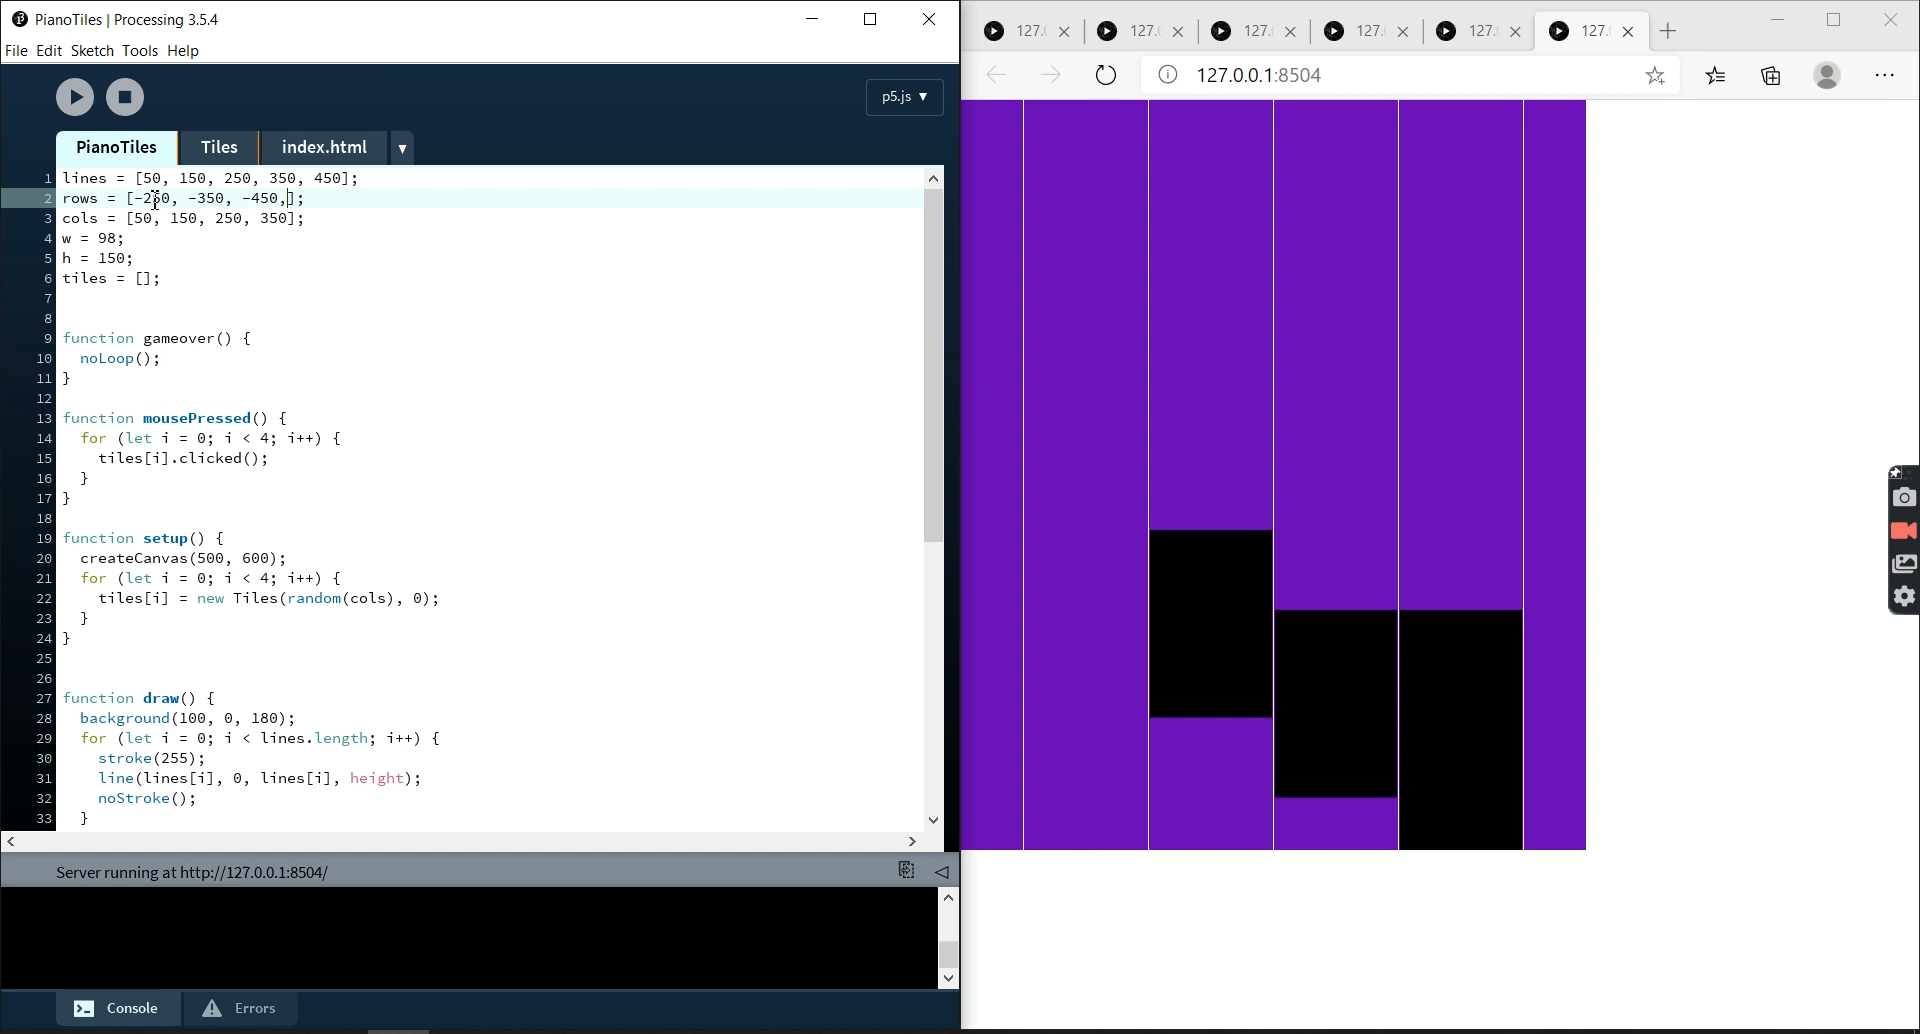 PianoTiles | Processing 3.5.4
File Edit Sketch Tools Help
p5.js ▼
PianoTiles Tiles index.html ▼
1 lines = [50, 150, 250, 350, 450];
2 rows = [-250, -350, -450,];
3 cols = [50, 150, 250, 350];
4 w = 98;
5 h = 150;
6 tiles = [];
7
8
9 function gameover() {
10 noLoop();
11 }
12
13 function mousePressed() {
14 for (let i = 0; i < 4; i++) {
15 tiles[i].clicked();
16 }
17 }
18
19 function setup() {
20 createCanvas(500, 600);
21 for (let i = 0; i < 4; i++) {
22 tiles[i] = new Tiles(random(cols), 0);
23 }
24 }
25
26
27 function draw() {
28 background(100, 0, 180);
29 for (let i = 0; i < lines.length; i++) {
30 stroke(255);
31 line(lines[i], 0, lines[i], height);
32 noStroke();
33 }
Server running at http://127.0.0.1:8504/
Console Errors
127.( 127.( 127.( 127.( 127.( 127.
127.0.0.1:8504